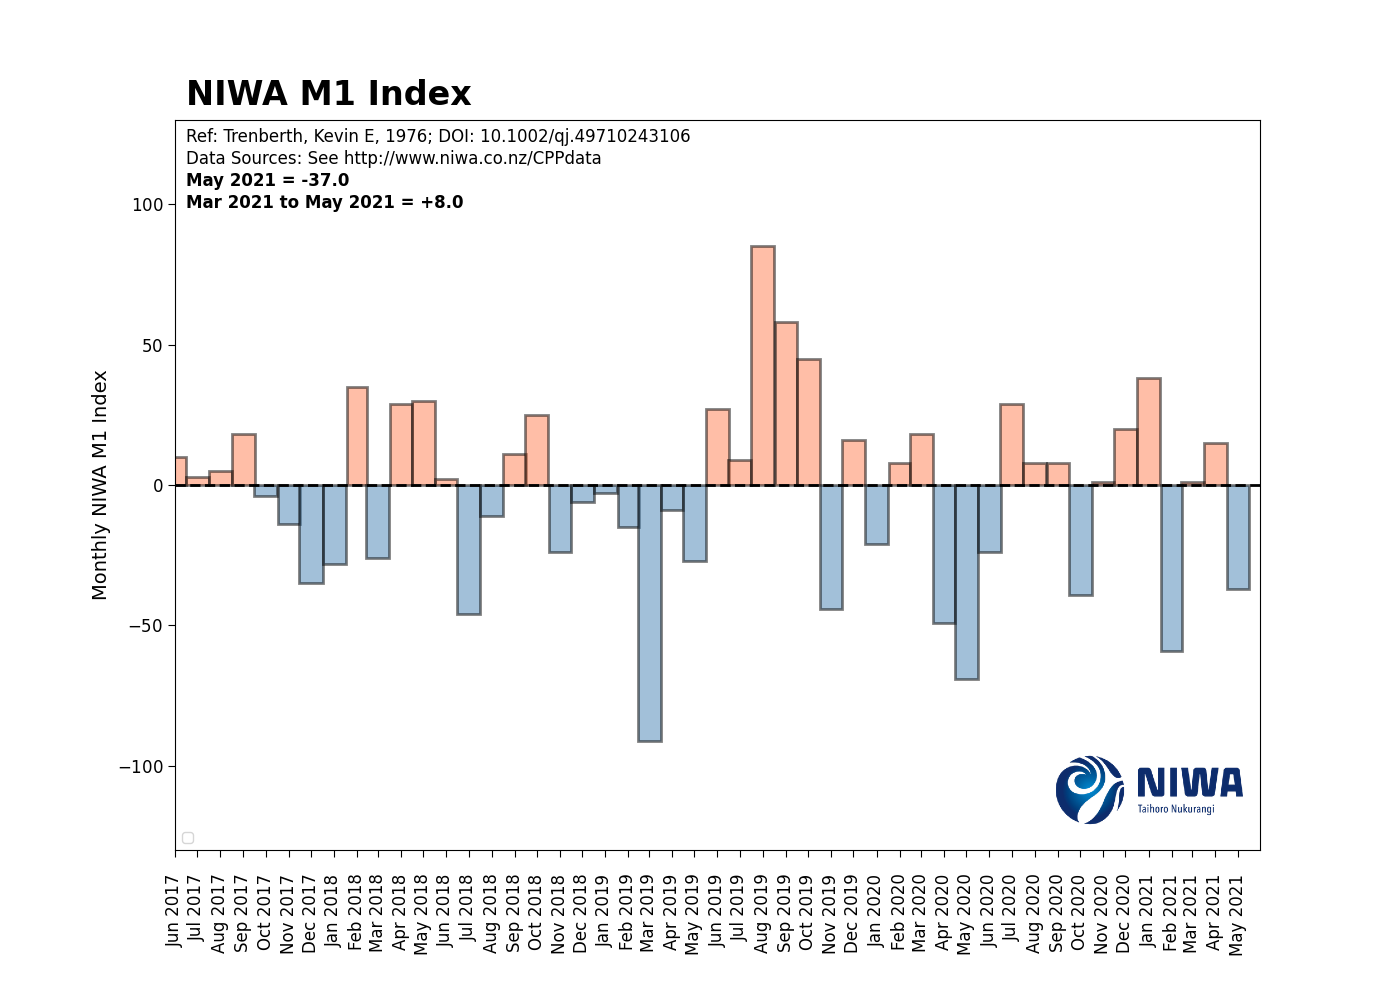 NIWA M1 Index
Ref: Trenberth, Kevin E, 1976; DOI: 10.1002/qj.49710243106
Data Sources: See http://www.niwa.co.nz/CPPdata
May 2021 = -37.0
Mar 2021 to May 2021 = +8.0
Monthly NIWA M1 Index
100
50
0
−50
−100
NIWA
Taihoro Nukurangi
Jun 2017
Jul 2017
Aug 2017
Sep 2017
Oct 2017
Nov 2017
Dec 2017
Jan 2018
Feb 2018
Mar 2018
Apr 2018
May 2018
Jun 2018
Jul 2018
Aug 2018
Sep 2018
Oct 2018
Nov 2018
Dec 2018
Jan 2019
Feb 2019
Mar 2019
Apr 2019
May 2019
Jun 2019
Jul 2019
Aug 2019
Sep 2019
Oct 2019
Nov 2019
Dec 2019
Jan 2020
Feb 2020
Mar 2020
Apr 2020
May 2020
Jun 2020
Jul 2020
Aug 2020
Sep 2020
Oct 2020
Nov 2020
Dec 2020
Jan 2021
Feb 2021
Mar 2021
Apr 2021
May 2021